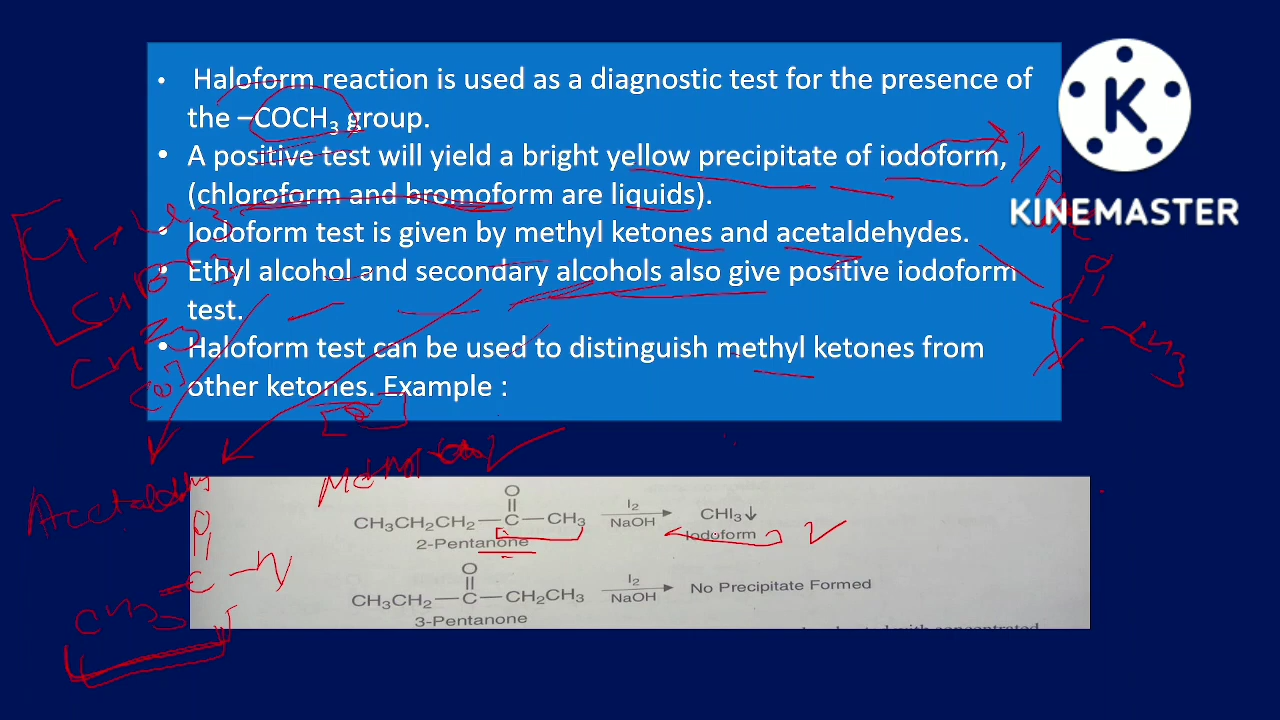 • Haloform reaction is used as a diagnostic test for the presence of
the –COCH3 group.
• A positive test will yield a bright yellow precipitate of iodoform,
(chloroform and bromoform are liquids).
• Iodoform test is given by methyl ketones and acetaldehydes.
• Ethyl alcohol and secondary alcohols also give positive iodoform
test.
• Haloform test can be used to distinguish methyl ketones from
other ketones. Example :
K
KINEMASTER
CH3
[O]
O
CH3CH2CH2—C—CH3 I2 NaOH CHI3↓
2-Pentanone Iodoform
O
CH3CH2—C—CH2CH3 I2 NaOH No Precipitate Formed
3-Pentanone
O
C—H
CH3